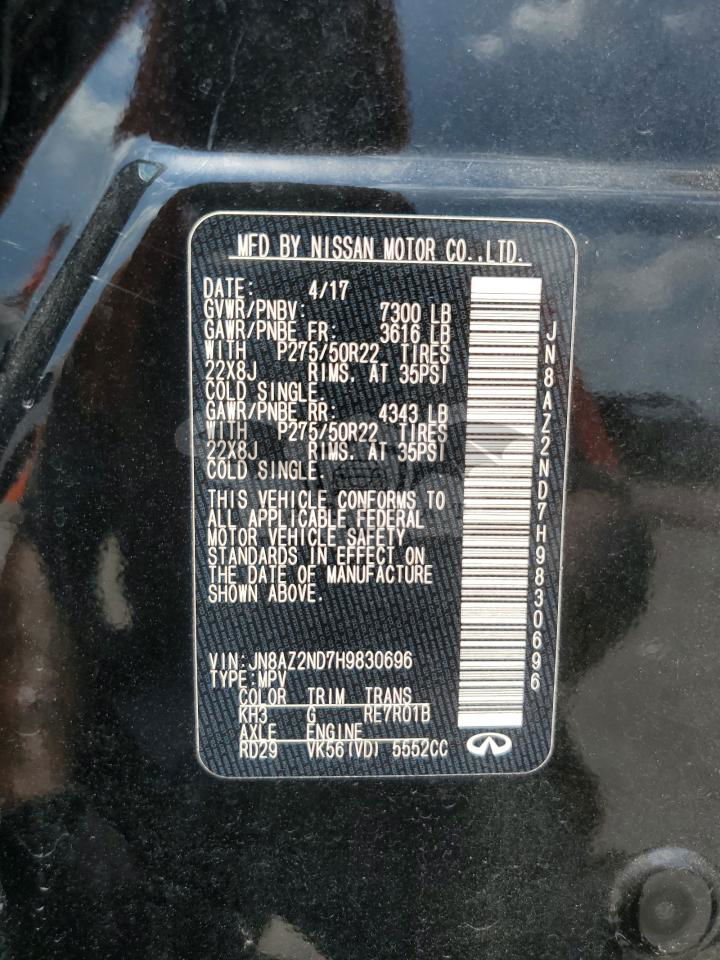 MFD BY NISSAN MOTOR CO.,LTD.
DATE: 4/17
GVWR/PNBV: 7300 LB
GAWR/PNBE FR: 3616 LB
WITH P275/50R22 TIRES
22X8J RIMS. AT 35PSI
COLD SINGLE.
GAWR/PNBE RR: 4343 LB
WITH P275/50R22 TIRES
22X8J RIMS. AT 35PSI
COLD SINGLE.
THIS VEHICLE CONFORMS TO
ALL APPLICABLE FEDERAL
MOTOR VEHICLE SAFETY
STANDARDS IN EFFECT ON
THE DATE OF MANUFACTURE
SHOWN ABOVE.
VIN:JN8AZ2ND7H9830696
TYPE:MPV
COLOR TRIM TRANS
KH3 G RE7R01B
AXLE ENGINE
RD29 VK56(VD) 5552CC
JN8AZ2ND7H9830696